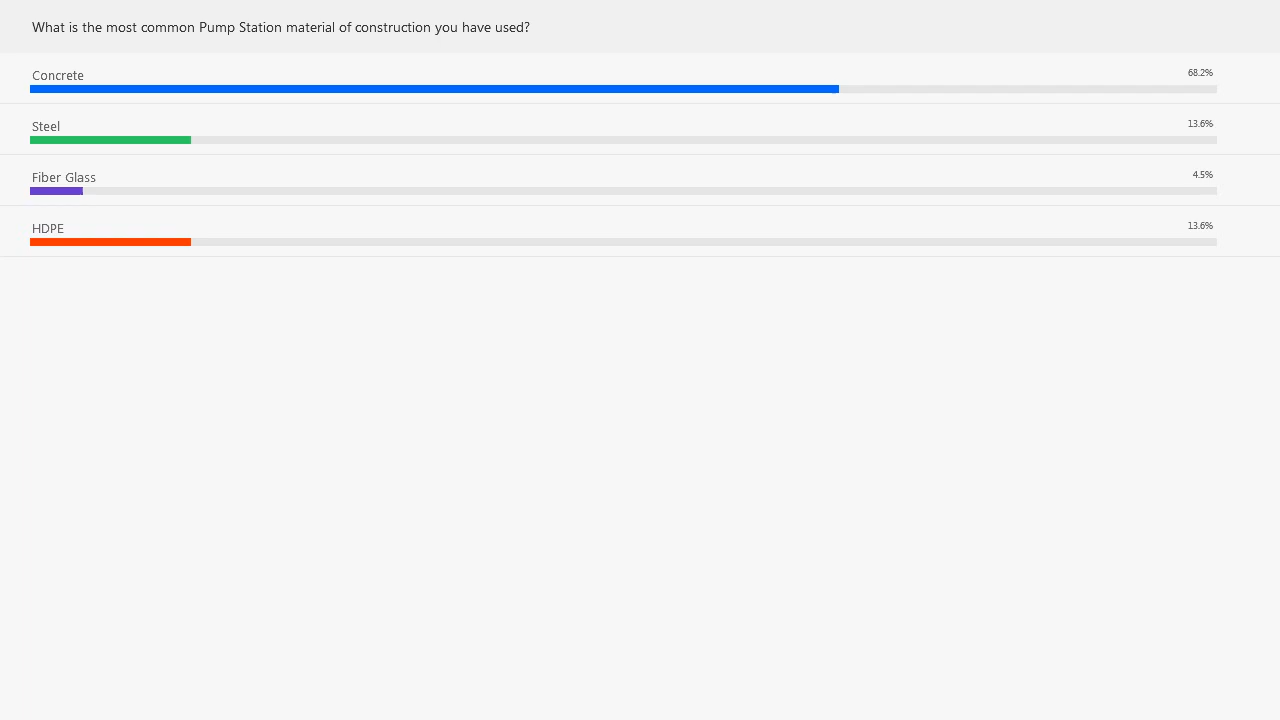 What is the most common Pump Station material of construction you have used?
Concrete
68.2%
Steel
13.6%
Fiber Glass
4.5%
HDPE
13.6%